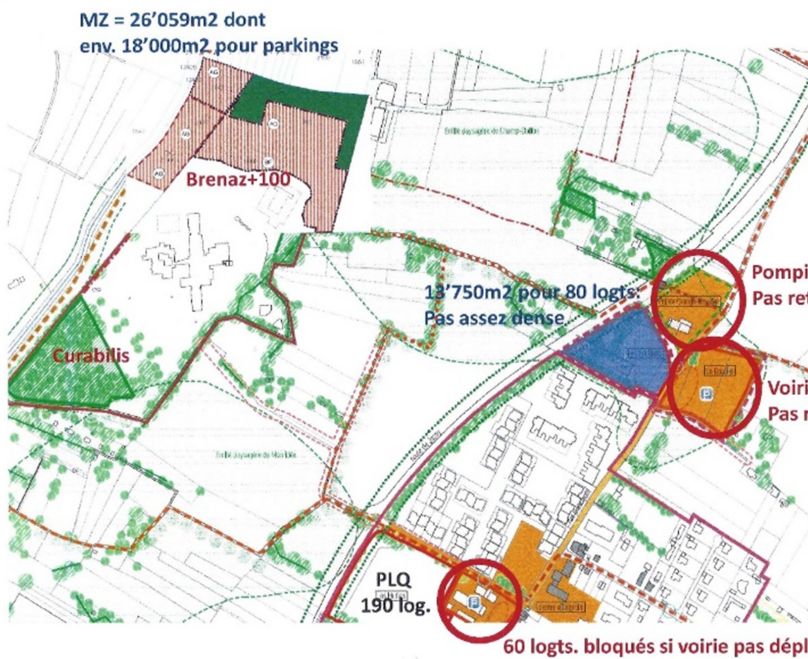 MZ = 26’059m2 dont
env. 18’000m2 pour parkings
Brenaz+100
Pompi
13’750m2 pour 80 logts.
Pas ret
Pas assez dense
Curabilis
Voiri
P
Pas r
PLQ
190 log.
P
60 logts. bloqués si voirie pas dépl